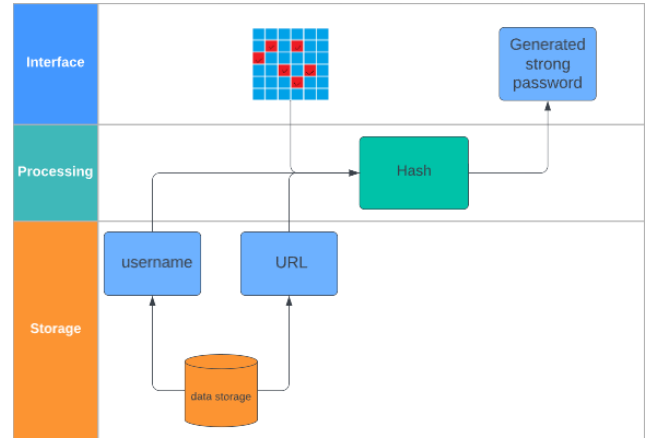 Interface
Generated
strong
password
Processing
Hash
username
URL
Storage
data storage